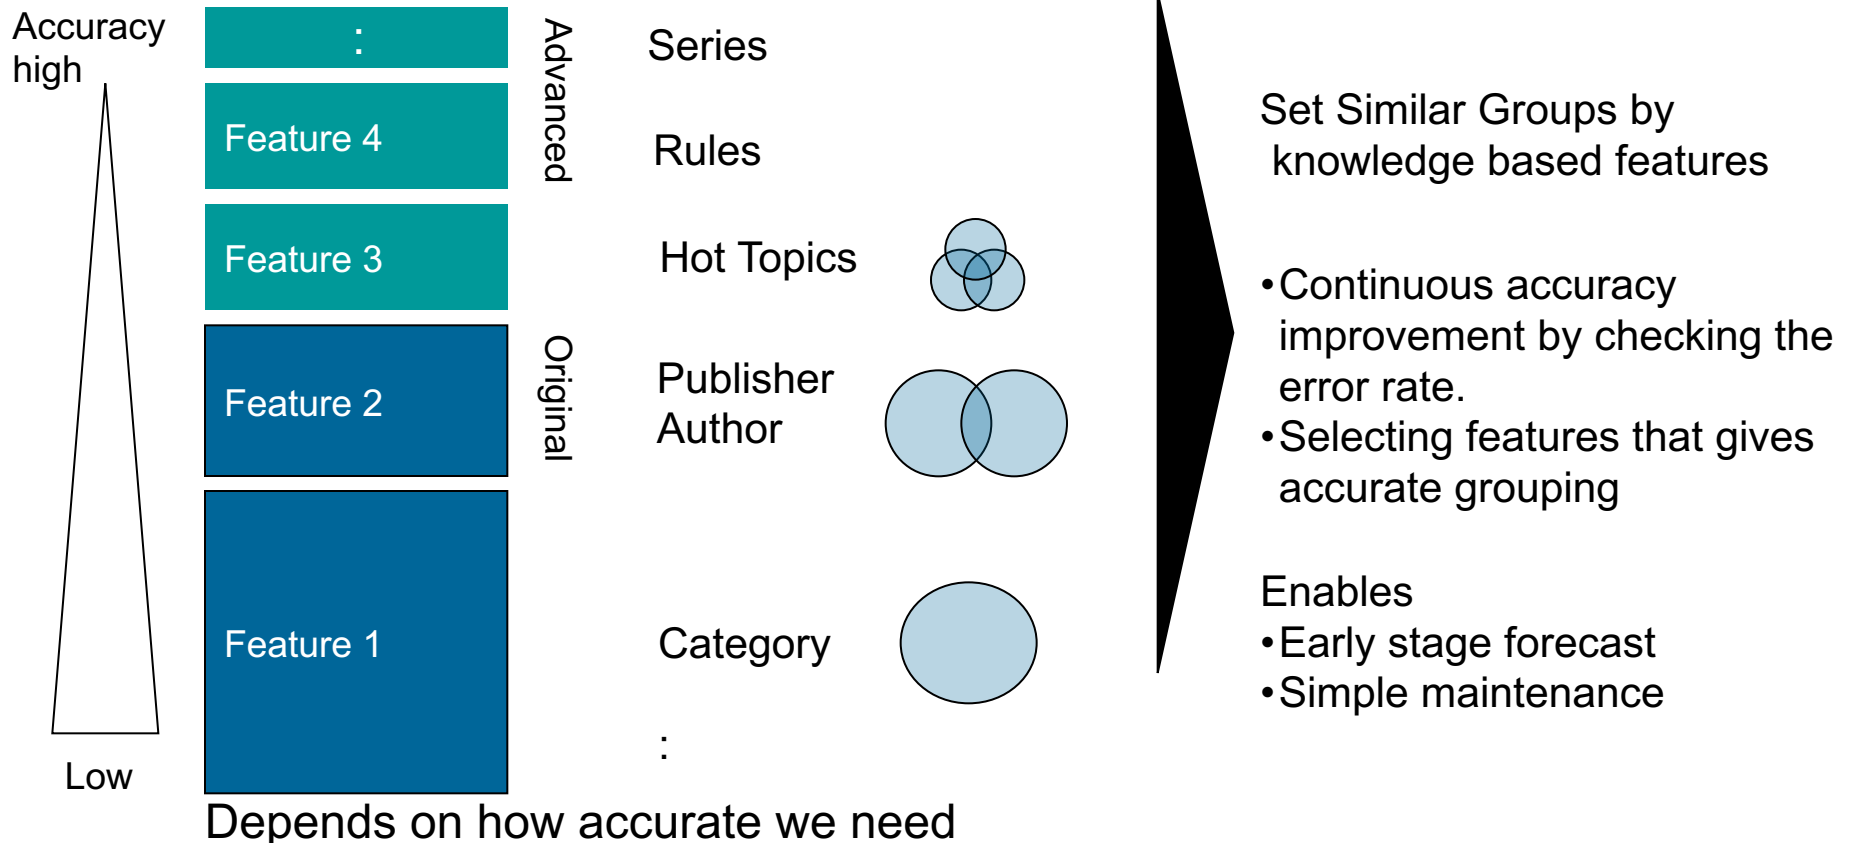 Accuracy
high
Low
:
Feature 4
Feature 3
Feature 2
Feature 1
Advanced
Original
Series
Rules
Hot Topics
Publisher
Author
Category
:
Depends on how accurate we need
Set Similar Groups by
knowledge based features
•Continuous accuracy
improvement by checking the
error rate.
•Selecting features that gives
accurate grouping
Enables
•Early stage forecast
•Simple maintenance